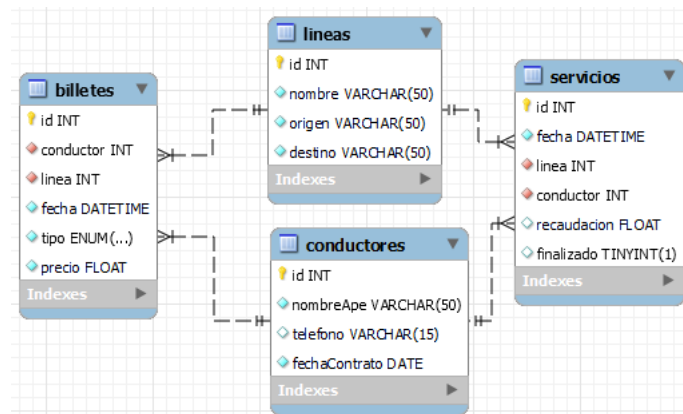 billetes
id INT
conductor INT
linea INT
fecha DATETIME
tipo ENUM(...)
precio FLOAT
Indexes
lineas
id INT
nombre VARCHAR(50)
origen VARCHAR(50)
destino VARCHAR(50)
Indexes
conductores
id INT
nombreApe VARCHAR(50)
telefono VARCHAR(15)
fechaContrato DATE
Indexes
servicios
id INT
fecha DATETIME
linea INT
conductor INT
recaudacion FLOAT
finalizado TINYINT(1)
Indexes